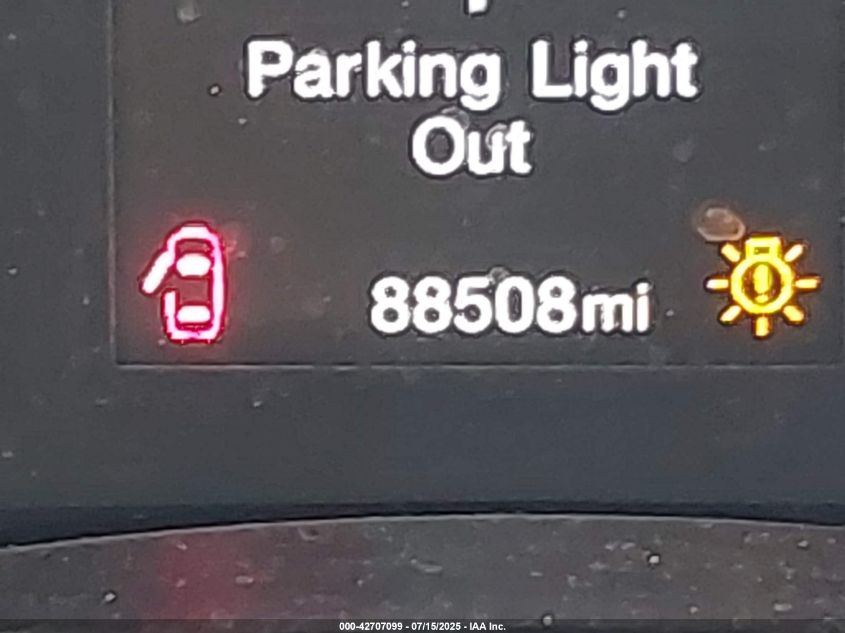 Parking Light
Out
88508mi
000-42707099 - 07/15/2025 - IAA Inc.